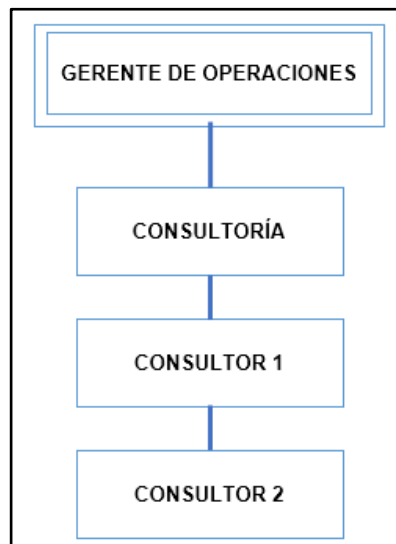 GERENTE DE OPERACIONES
CONSULTORÍA
CONSULTOR 1
CONSULTOR 2